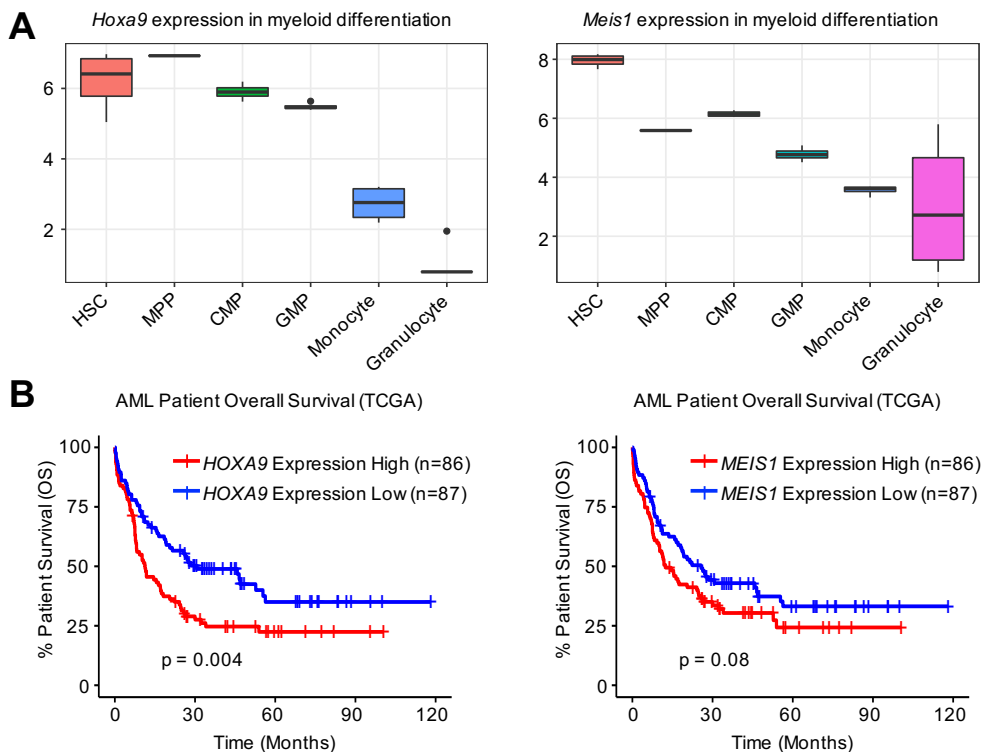 A
Hoxa9 expression in myeloid differentiation
6
4
2
HSC
MPP
CMP
GMP
Monocyte
Granulocyte
Meis1 expression in myeloid differentiation
8
6
4
2
HSC
MPP
CMP
GMP
Monocyte
Granulocyte
B
AML Patient Overall Survival (TCGA)
% Patient Survival (OS)
100
75
50
25
0
HOXA9 Expression High (n=86)
HOXA9 Expression Low (n=87)
p = 0.004
0 30 60 90 120
Time (Months)
AML Patient Overall Survival (TCGA)
% Patient Survival (OS)
100
75
50
25
0
MEIS1 Expression High (n=86)
MEIS1 Expression Low (n=87)
p = 0.08
0 30 60 90 120
Time (Months)